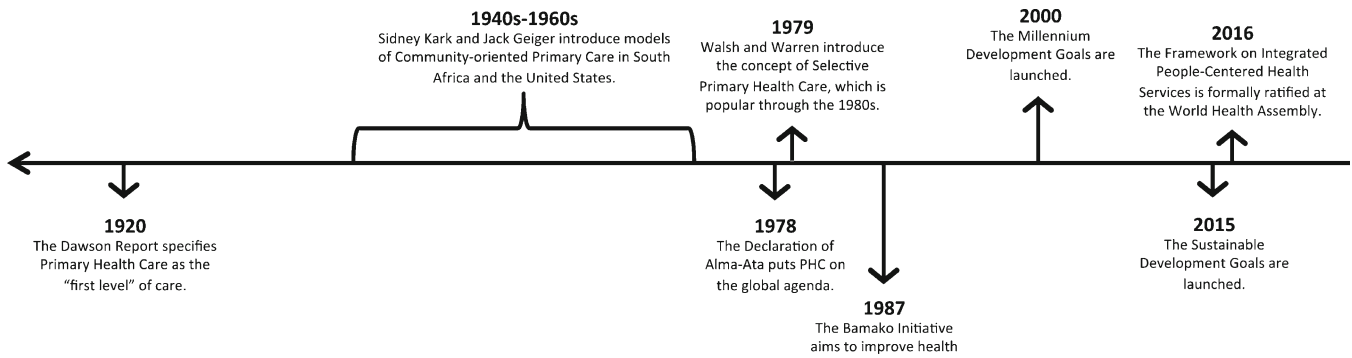 1940s-1960s
Sidney Kark and Jack Geiger introduce models
of Community-oriented Primary Care in South
Africa and the United States.
1979
Walsh and Warren introduce
the concept of Selective
Primary Health Care, which is
popular through the 1980s.
2000
The Millennium
Development Goals are
launched.
2016
The Framework on Integrated
People-Centered Health
Services is formally ratified at
the World Health Assembly.
1920
The Dawson Report specifies
Primary Health Care as the
“first level” of care.
1978
The Declaration of
Alma-Ata puts PHC on
the global agenda.
1987
The Bamako Initiative
aims to improve health
2015
The Sustainable
Development Goals are
launched.